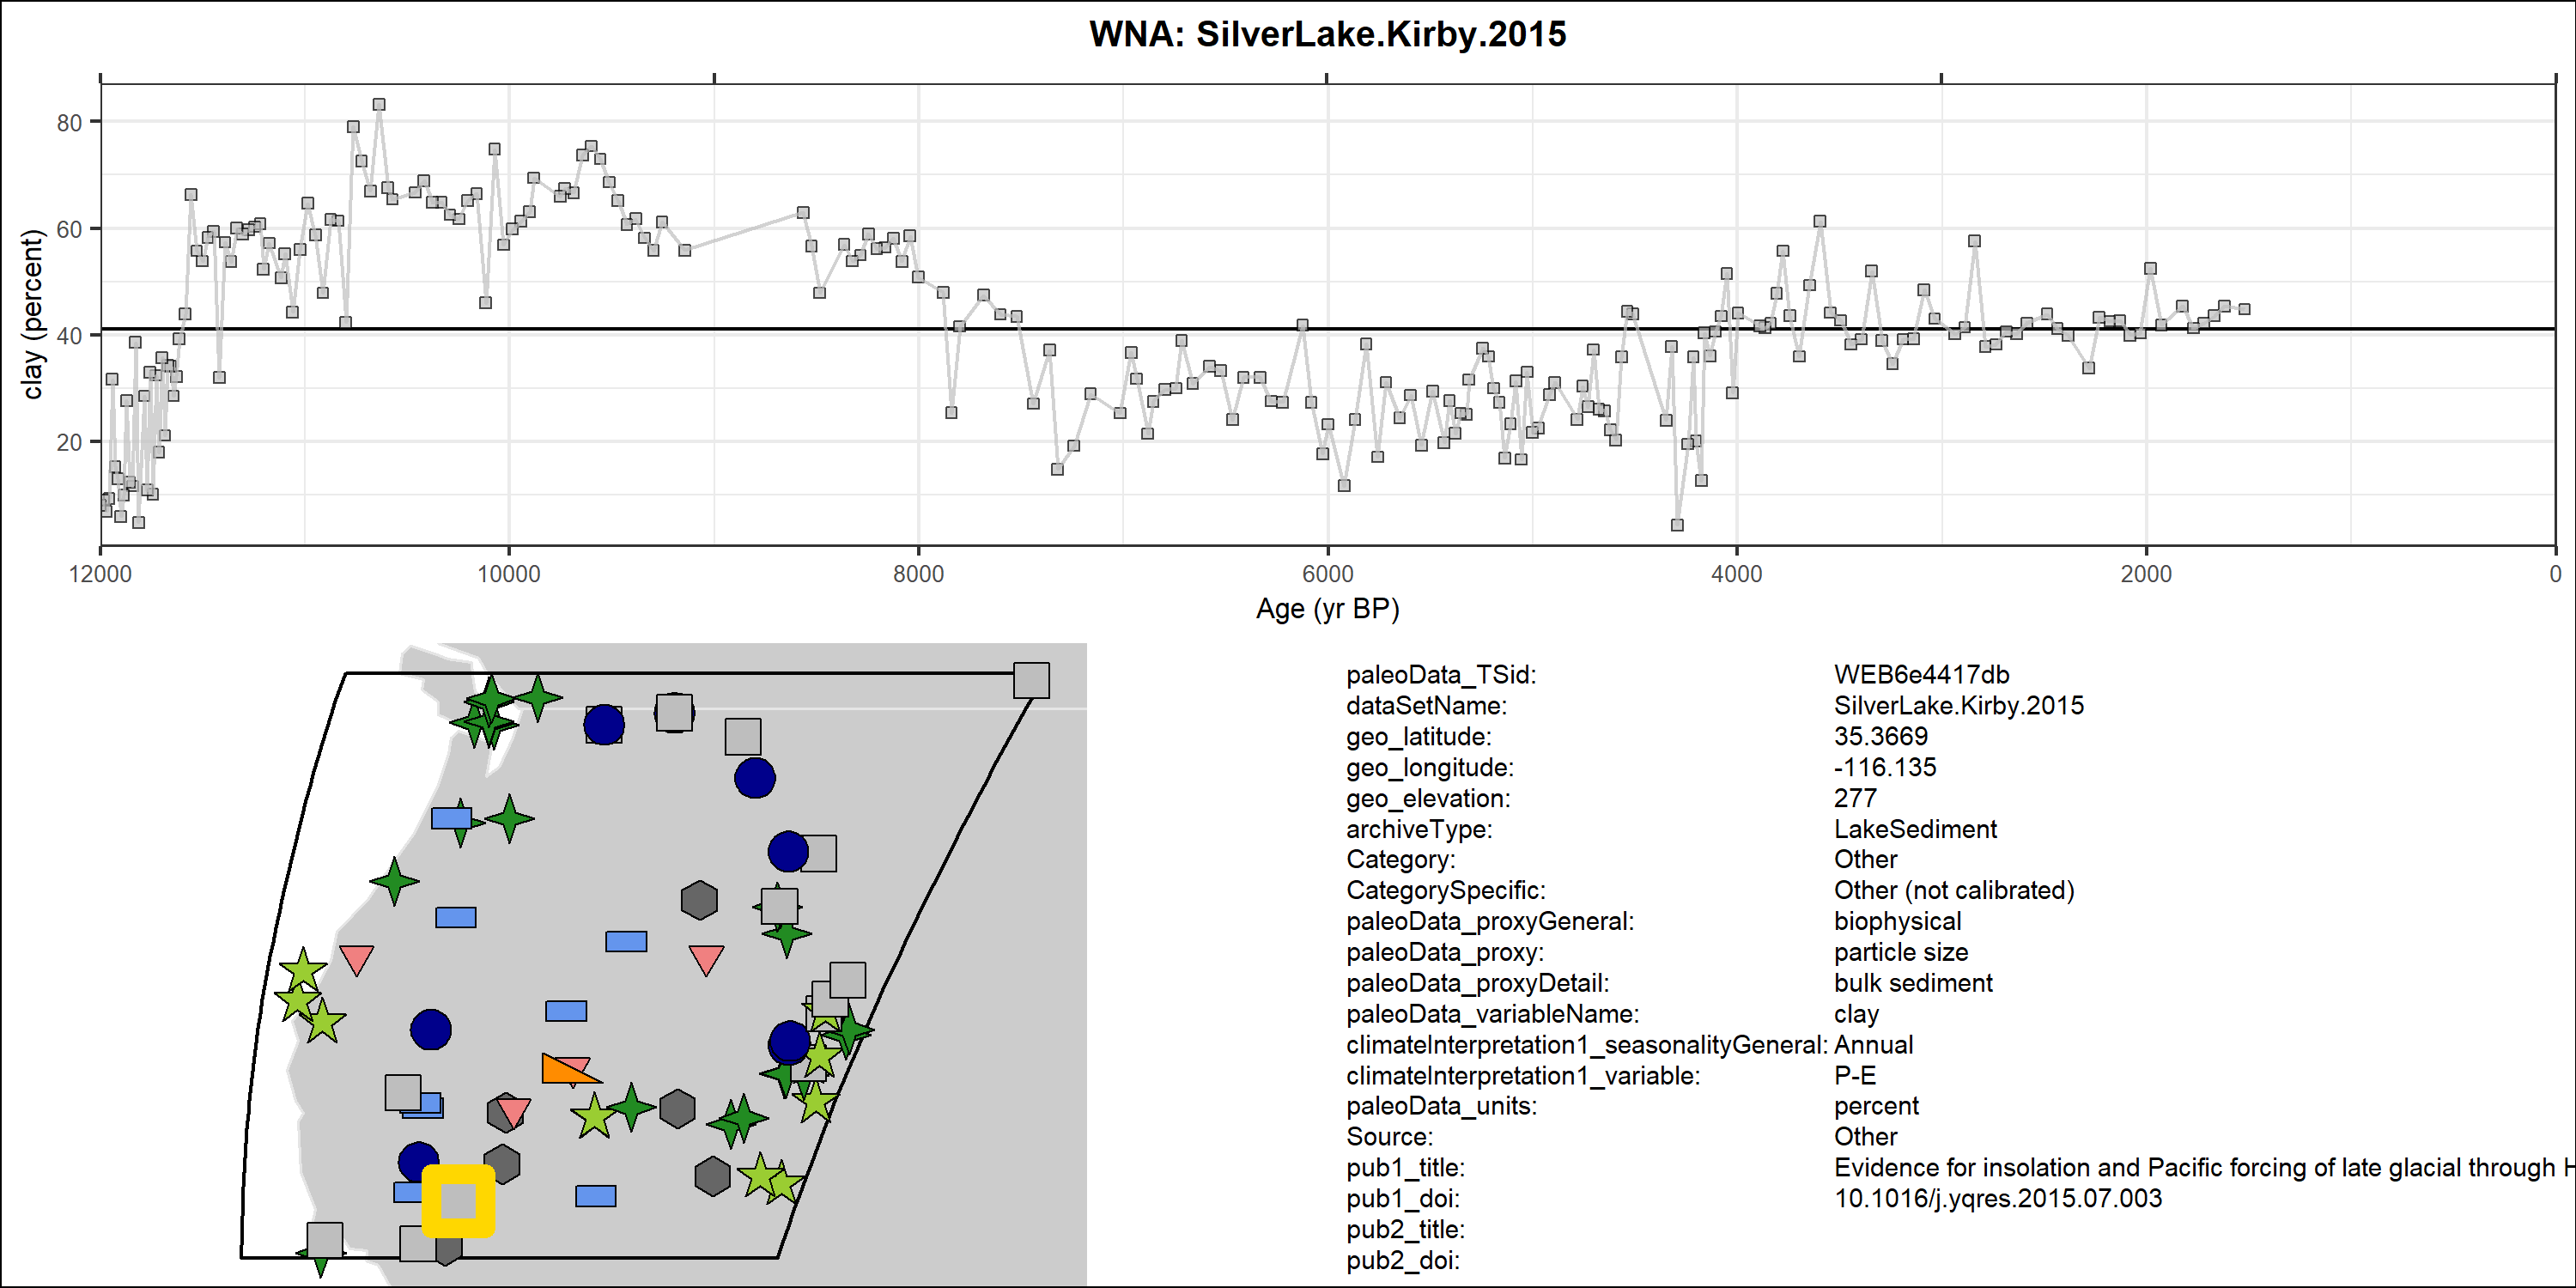 WNA: SilverLake.Kirby.2015
80
60
40
20
clay (percent)
12000 10000 8000 6000 4000 2000 0
Age (yr BP)
paleoData_TSid: WEB6e4417db
dataSetName: SilverLake.Kirby.2015
geo_latitude: 35.3669
geo_longitude: -116.135
geo_elevation: 277
archiveType: LakeSediment
Category: Other
CategorySpecific: Other (not calibrated)
paleoData_proxyGeneral: biophysical
paleoData_proxy: particle size
paleoData_proxyDetail: bulk sediment
paleoData_variableName: clay
climateInterpretation1_seasonalityGeneral: Annual
climateInterpretation1_variable: P-E
paleoData_units: percent
Source: Other
pub1_title: Evidence for insolation and Pacific forcing of late glacial through
pub1_doi: 10.1016/j.yqres.2015.07.003
pub2_title:
pub2_doi: